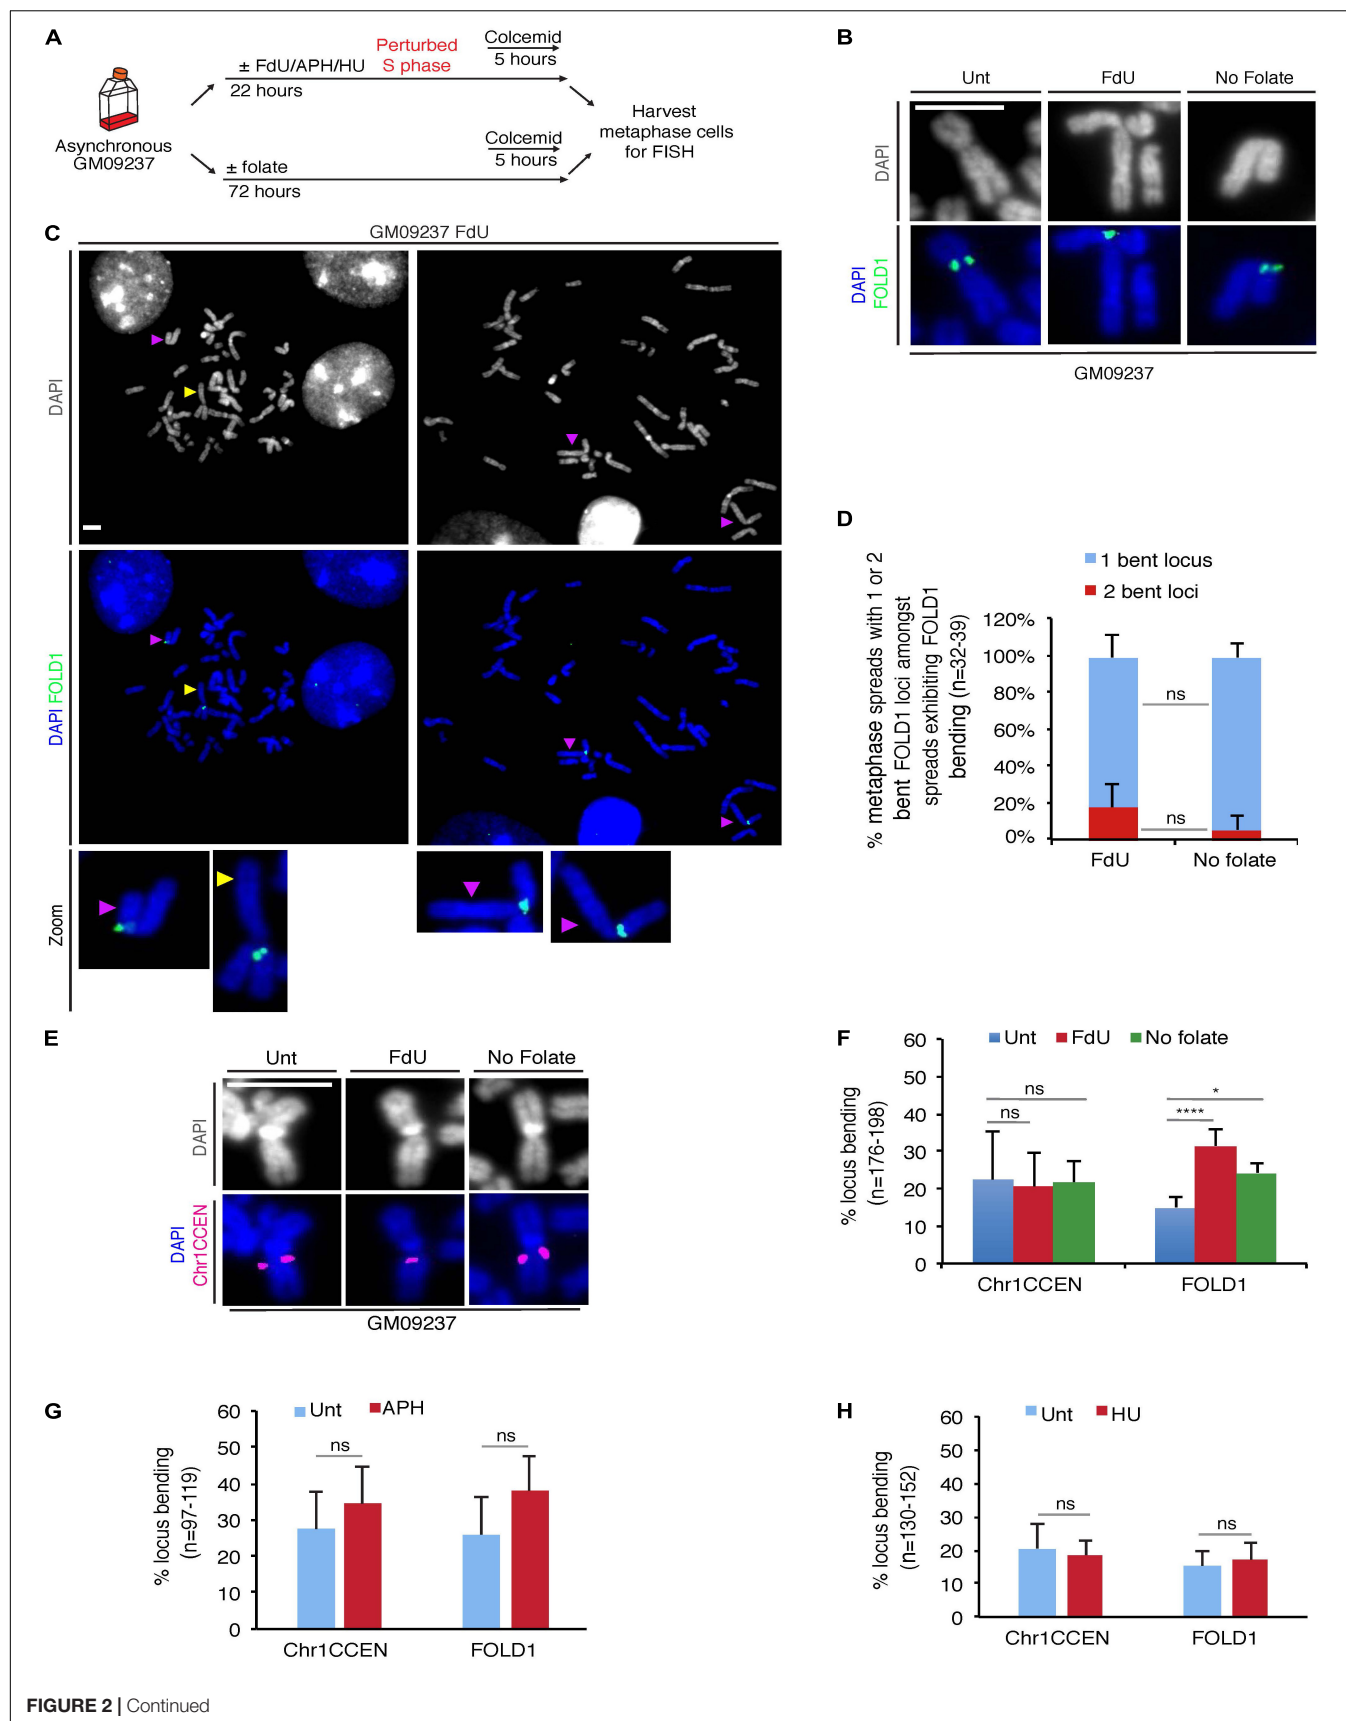 A
Asynchronous
GM09237
± FdU/APH/HU
22 hours
Perturbed
S phase
Colcemid
5 hours
± folate
72 hours
Colcemid
5 hours
Harvest
metaphase cells
for FISH
B
Unt
FdU
No Folate
DAPI
DAPI
FOLD1
GM09237
C
GM09237 FdU
DAPI
DAPI FOLD1
Zoom
D
1 bent locus
2 bent loci
% metaphase spreads with 1 or 2
bent FOLD1 loci amongst
spreads exhibiting FOLD1
bending (n=32-39)
120%
100%
80%
60%
40%
20%
0%
ns
ns
FdU
No folate
E
Unt
FdU
No Folate
DAPI
DAPI
Chr1CCEN
GM09237
F
Unt
FdU
No folate
% locus bending
(n=176-198)
60
50
40
30
20
10
0
ns
ns
*
****
Chr1CCEN
FOLD1
G
Unt
APH
% locus bending
(n=97-119)
60
50
40
30
20
10
0
ns
ns
Chr1CCEN
FOLD1
H
Unt
HU
% locus bending
(n=130-152)
60
50
40
30
20
10
0
ns
ns
Chr1CCEN
FOLD1
FIGURE 2 | Continued